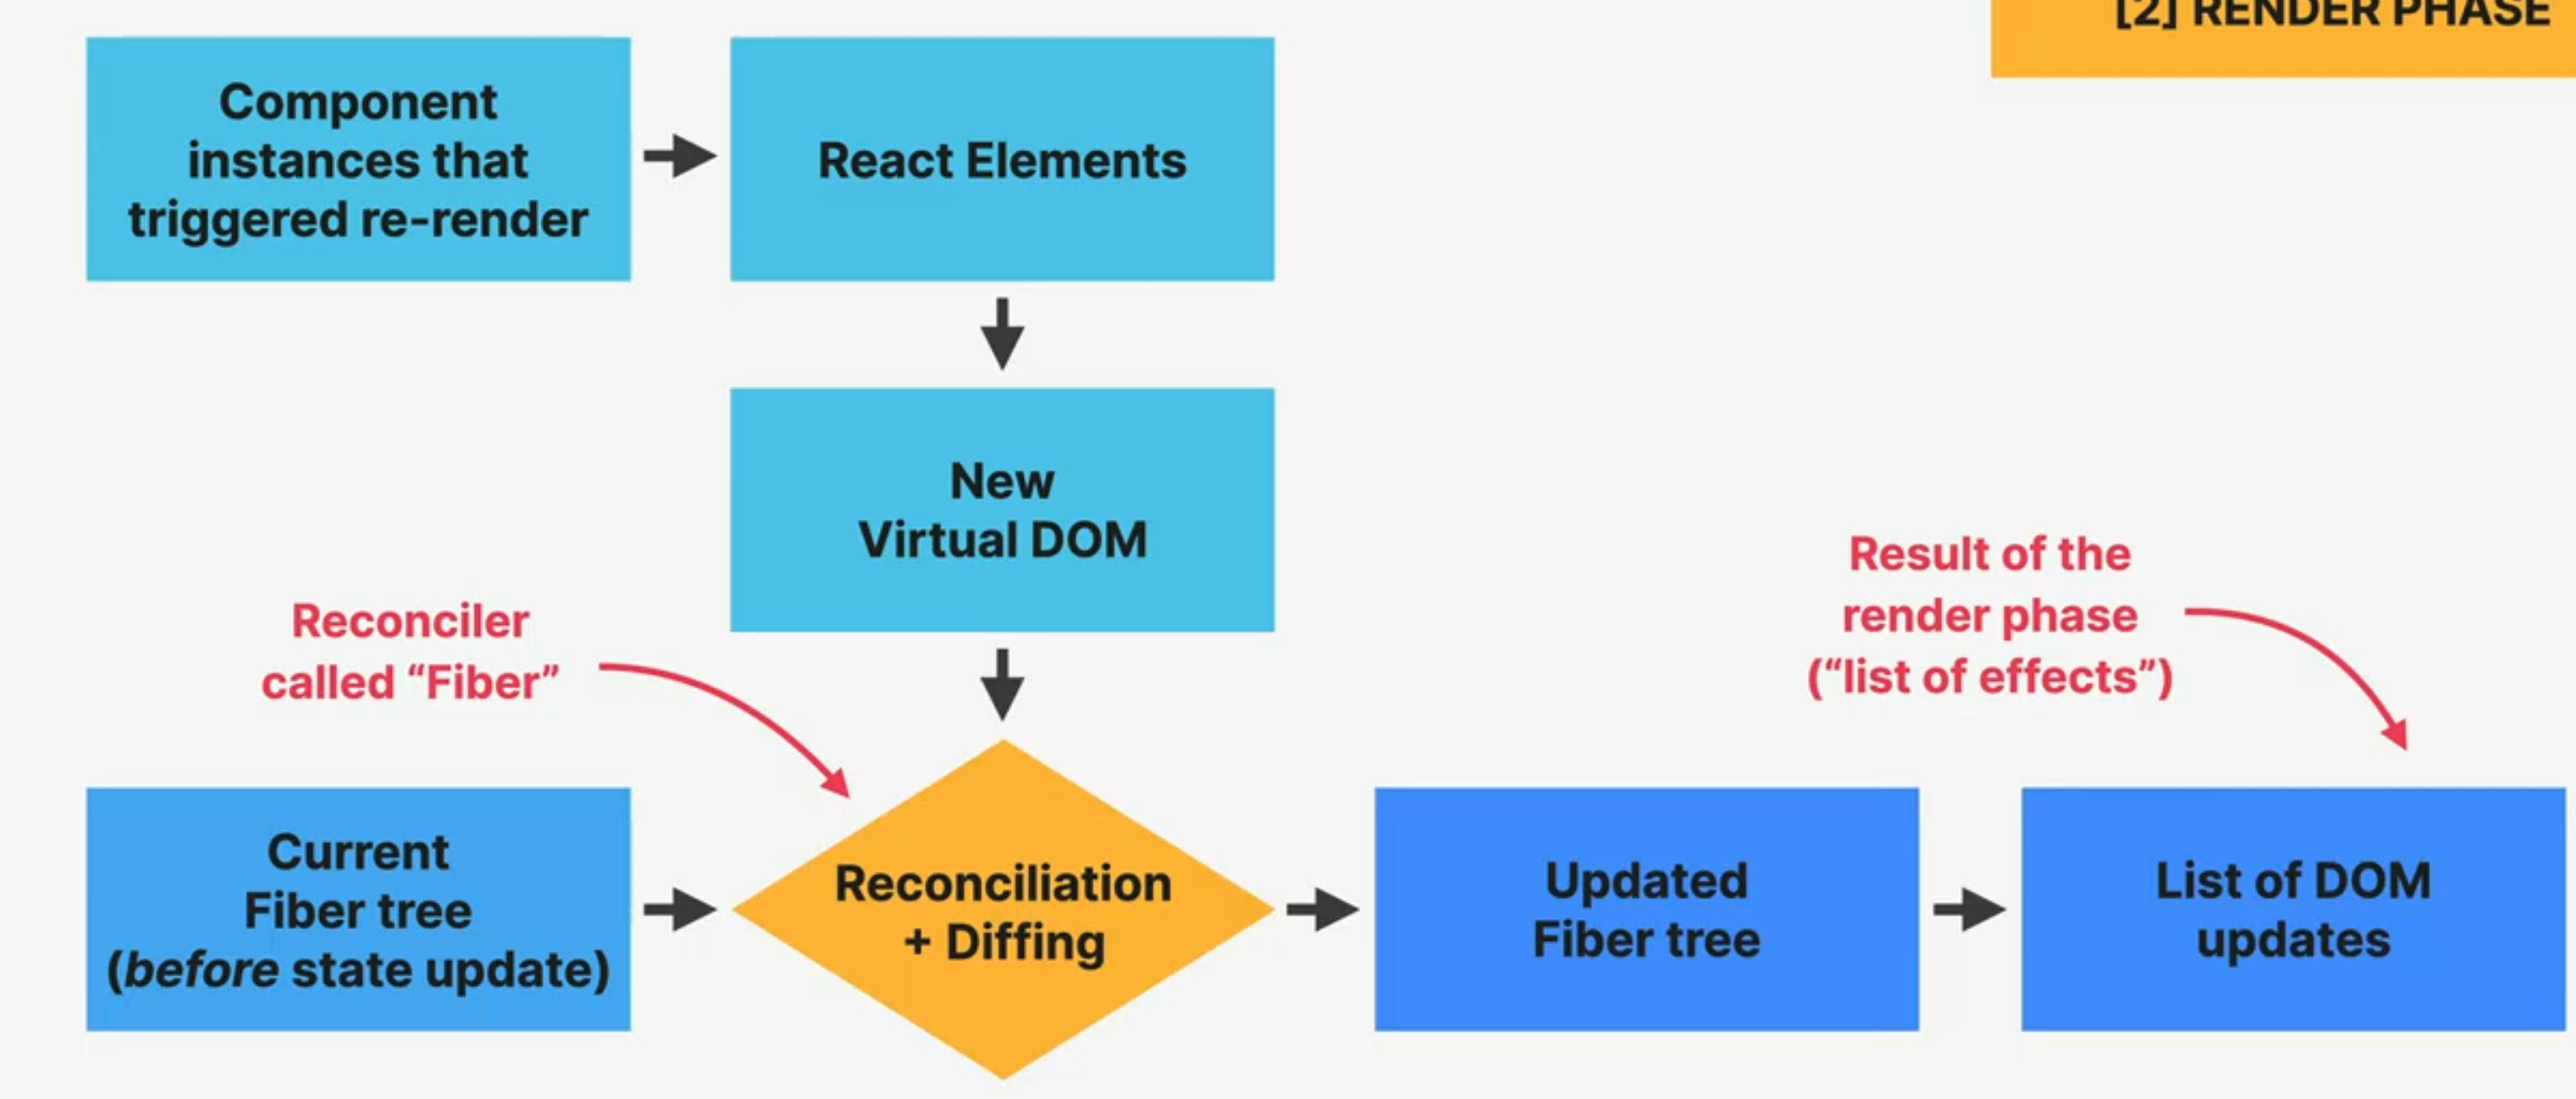 [2] RENDER PHASE
Component
instances that
triggered re-render
React Elements
New
Virtual DOM
Reconciler
called “Fiber”
Result of the
render phase
(“list of effects”)
Current
Fiber tree
(before state update)
Reconciliation
+ Diffing
Updated
Fiber tree
List of DOM
updates